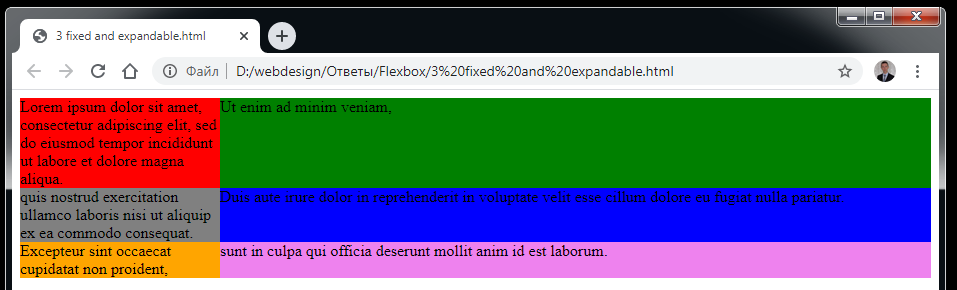 3 fixed and expandable.html
Файл
D:/webdesign/Ответы/Flexbox/3%20fixed%20and%20expandable.html
Lorem ipsum dolor sit amet,
consectetur adipiscing elit, sed
do eiusmod tempor incididunt
ut labore et dolore magna
aliqua.
Ut enim ad minim veniam,
quis nostrud exercitation
ullamco laboris nisi ut aliquip
ex ea commodo consequat.
Duis aute irure dolor in reprehenderit in voluptate velit esse cillum dolore eu fugiat nulla pariatur.
Excepteur sint occaecat
cupidatat non proident,
sunt in culpa qui officia deserunt mollit anim id est laborum.